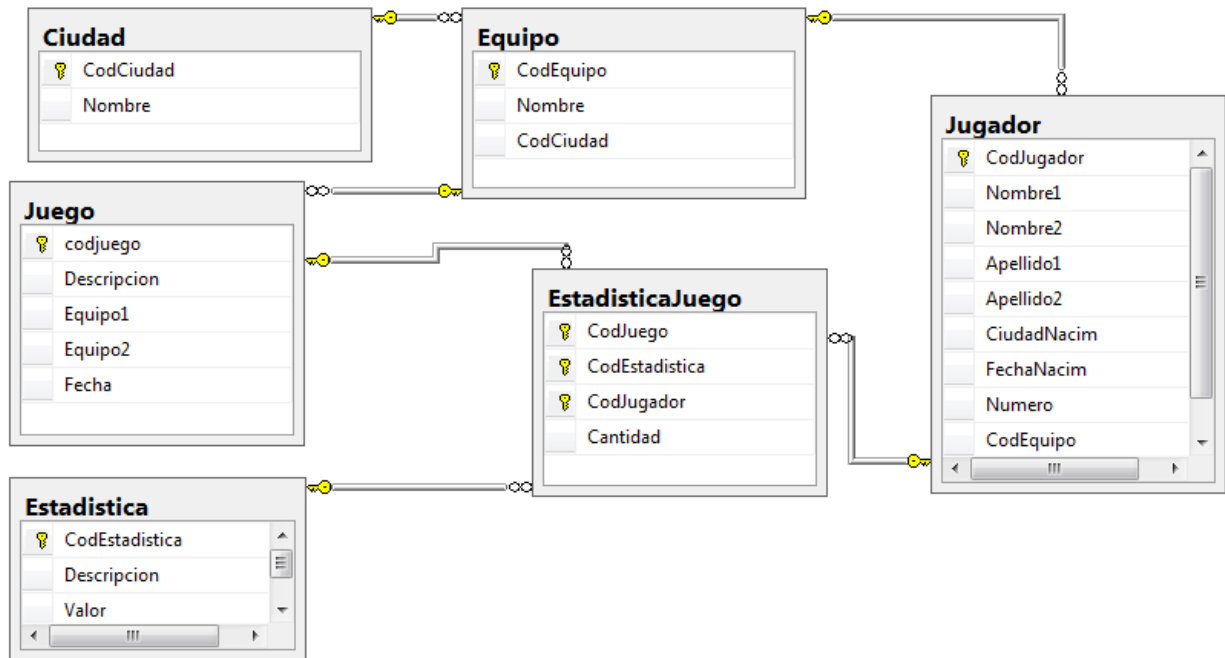 Ciudad
CodCiudad
Nombre
Equipo
CodEquipo
Nombre
CodCiudad
Jugador
CodJugador
Nombre1
Nombre2
Apellido1
Apellido2
CiudadNacim
FechaNacim
Numero
CodEquipo
Juego
codjuego
Descripcion
Equipo1
Equipo2
Fecha
EstadisticaJuego
CodJuego
CodEstadistica
CodJugador
Cantidad
Estadistica
CodEstadistica
Descripcion
Valor